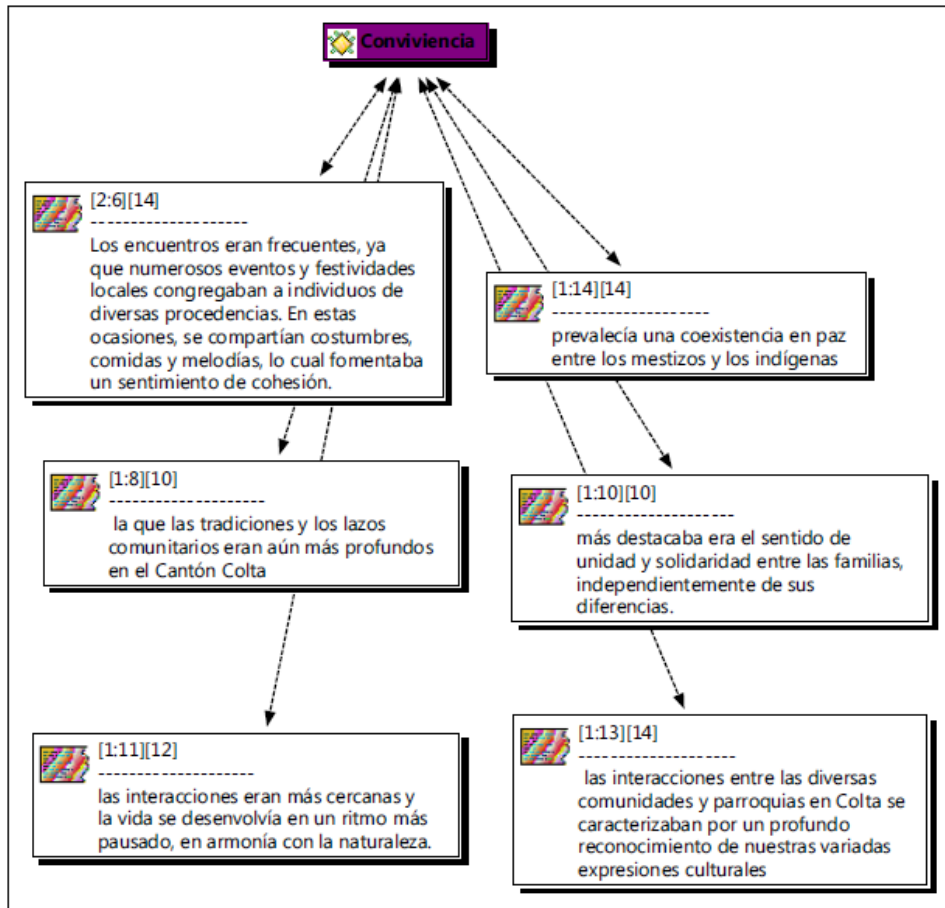 Conviviencia
[2:6][14]
--------------------
Los encuentros eran frecuentes, ya
que numerosos eventos y festividades
locales congregaban a individuos de
diversas procedencias. En estas
ocasiones, se compartían costumbres,
comidas y melodías, lo cual fomentaba
un sentimiento de cohesión.
[1:14][14]
--------------------
prevalecía una coexistencia en paz
entre los mestizos y los indígenas
[1:8][10]
--------------------
la que las tradiciones y los lazos
comunitarios eran aún más profundos
en el Cantón Colta
[1:10][10]
--------------------
más destacaba era el sentido de
unidad y solidaridad entre las familias,
independientemente de sus
diferencias.
[1:11][12]
--------------------
las interacciones eran más cercanas y
la vida se desenvolvía en un ritmo más
pausado, en armonía con la naturaleza.
[1:13][14]
--------------------
las interacciones entre las diversas
comunidades y parroquias en Colta se
caracterizaban por un profundo
reconocimiento de nuestras variadas
expresiones culturales